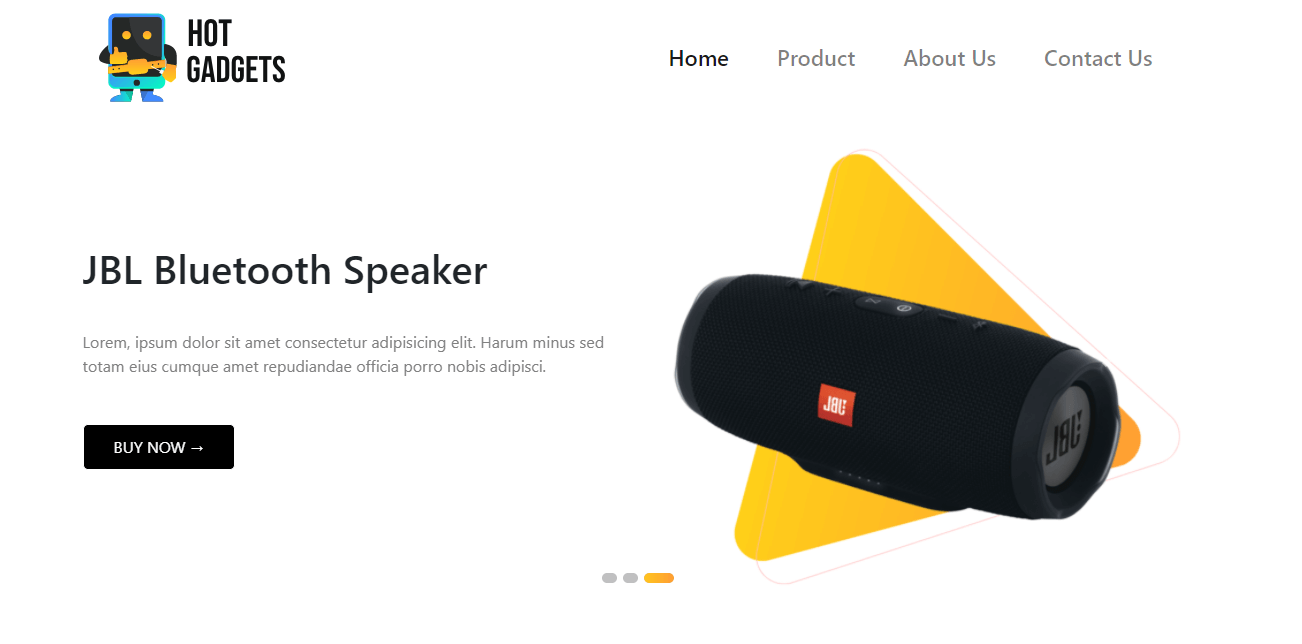 HOT
GADGETS
Home Product About Us Contact Us
JBL Bluetooth Speaker
Lorem, ipsum dolor sit amet consectetur adipisicing elit. Harum minus sed
totam eius cumque amet repudiandae officia porro nobis adipisci.
BUY NOW →
JBL
JBL